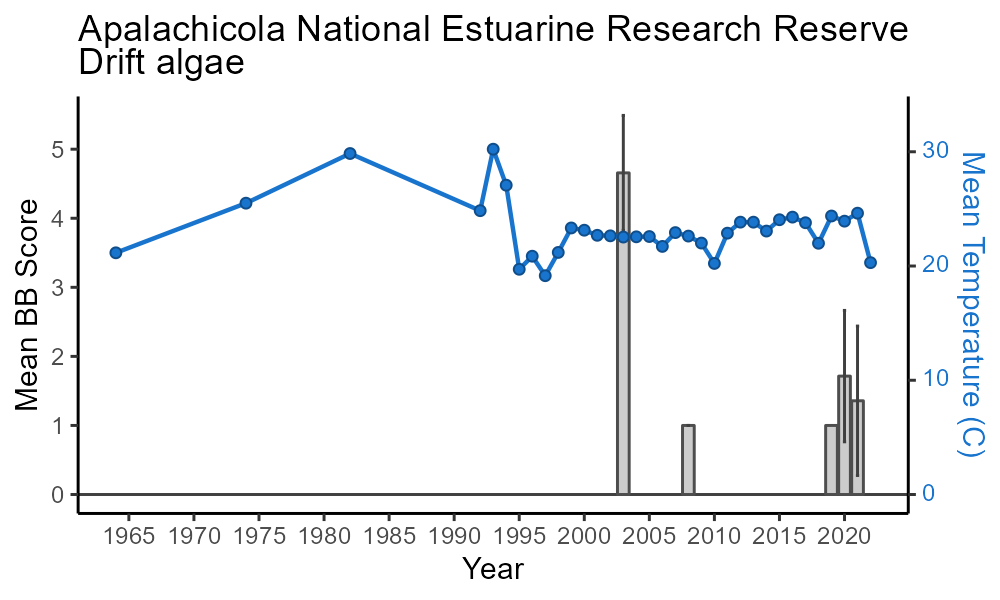 Apalachicola National Estuarine Research Reserve
Drift algae
Mean BB Score
5
4
3
2
1
0
30
20
10
0
Mean Temperature (C)
1965 1970 1975 1980 1985 1990 1995 2000 2005 2010 2015 2020
Year